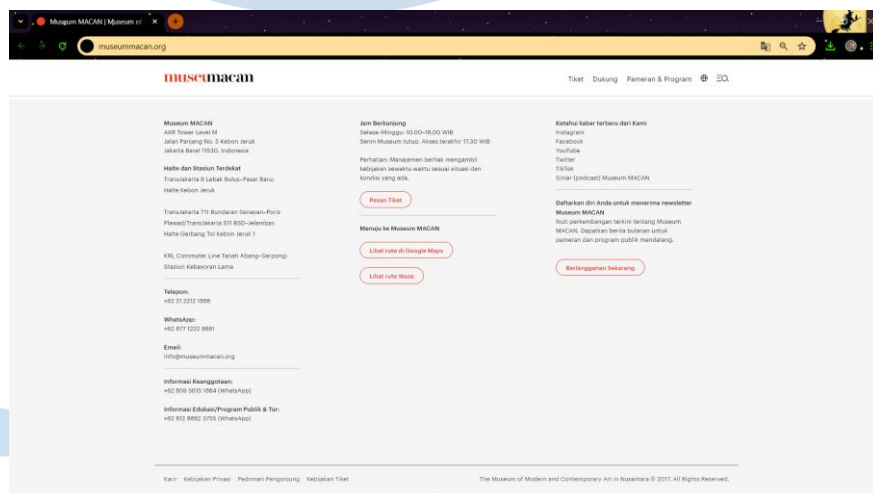 Museum MACAN | Museum of
museummacan.org
museumacan
Tiket Dukung Pameran & Program
Museum MACAN
AKR Tower Level M
Jalan Panjang No. 5 Kebon Jeruk
Jakarta Barat 11530, Indonesia
Halte dan Stasiun Terdekat
TransJakarta 8 Lebak Bulus–Pasar Baru:
Halte Kebon Jeruk
TransJakarta T11 Bundaran Senayan–Poris
Plawad/TransJakarta S11 BSD–Jelambar:
Halte Gerbang Tol Kebon Jeruk 1
KRL Commuter Line Tanah Abang–Serpong:
Stasiun Kebayoran Lama
Telepon:
+62 21 2212 1888
WhatsApp:
+62 877 1222 8881
Email:
info@museummacan.org
Informasi Keanggotaan:
+62 859 5615 1884 (WhatsApp)
Informasi Edukasi/Program Publik & Tur:
+62 812 8682 3755 (WhatsApp)
Jam Berkunjung
Selasa–Minggu: 10.00–18.00 WIB
Senin Museum tutup. Akses terakhir 17.30 WIB
Perhatian: Manajemen berhak mengambil
kebijakan sewaktu-waktu sesuai situasi dan
kondisi yang ada.
Pesan Tiket
Menuju ke Museum MACAN
Lihat rute di Google Maps
Lihat rute Waze
Ketahui kabar terbaru dari Kami
Instagram
Facebook
YouTube
Twitter
TikTok
Siniar (podcast) Museum MACAN
Daftarkan diri Anda untuk menerima newsletter
Museum MACAN
Ikuti perkembangan terkini tentang Museum
MACAN. Dapatkan berita bulanan untuk
pameran dan program publik mendatang.
Berlangganan Sekarang
Karir Kebijakan Privasi Pedoman Pengunjung Kebijakan Tiket
The Museum of Modern and Contemporary Art in Nusantara © 2017. All Rights Reserved.